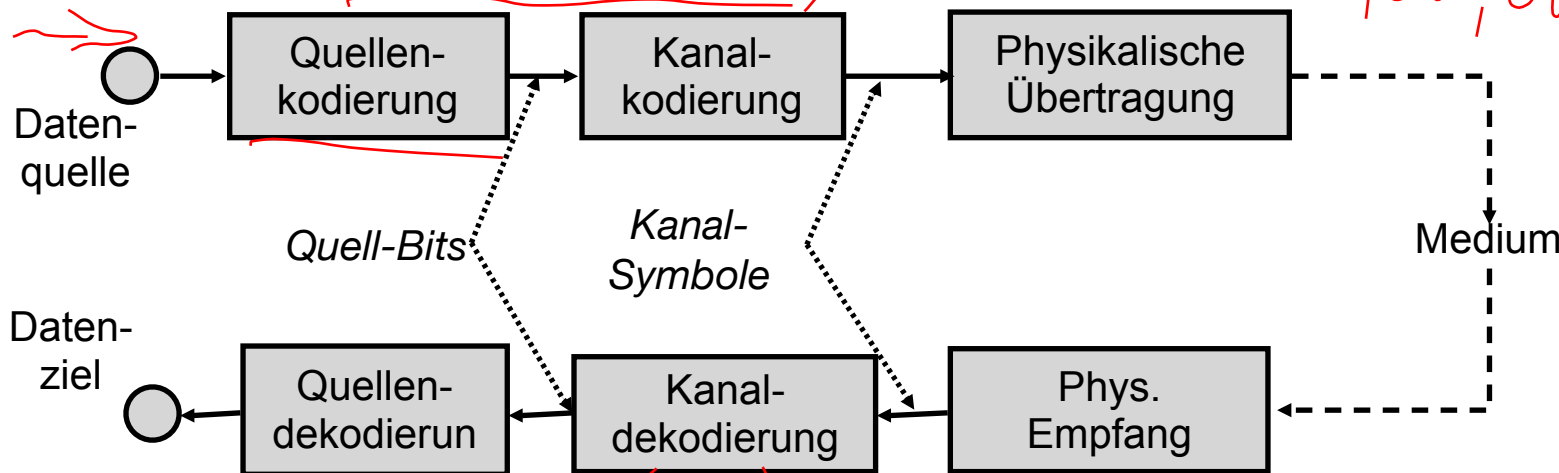 Quellen-
kodierung
Kanal-
kodierung
Physikalische
Übertragung
Daten-
quelle
Quell-Bits
Kanal-
Symbole
Medium
Daten-
ziel
Quellen-
dekodierun
Kanal-
dekodierung
Phys.
Empfang